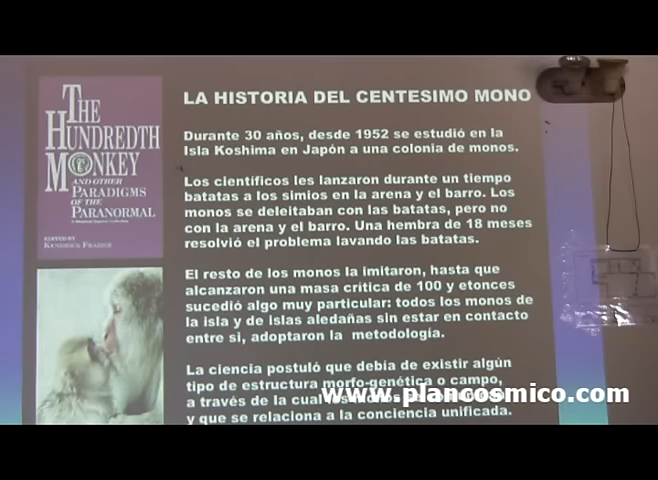 THE
HUNDREDTH
MONKEY
AND OTHER
PARADIGMS
OF THE
PARANORMAL
EDITED BY
KENDRICK FRAZIER
LA HISTORIA DEL CENTESIMO MONO
Durante 30 años, desde 1952 se estudió en la
Isla Koshima en Japón a una colonia de monos.
Los científicos les lanzaron durante un tiempo
batatas a los simios en la arena y el barro. Los
monos se deleitaban con las batatas, pero no
con la arena y el barro. Una hembra de 18 meses
resolvió el problema lavando las batatas.
El resto de los monos la imitaron, hasta que
alcanzaron una masa crítica de 100 y etonces
sucedió algo muy particular: todos los monos de
la isla y de islas aledañas sin estar en contacto
entre si, adoptaron la metodología.
La ciencia postuló que debía de existir algún
tipo de estructura morfo-genética o campo,
a través de la cual
www.plancosmico.com
y que se relaciona a la conciencia unificada.